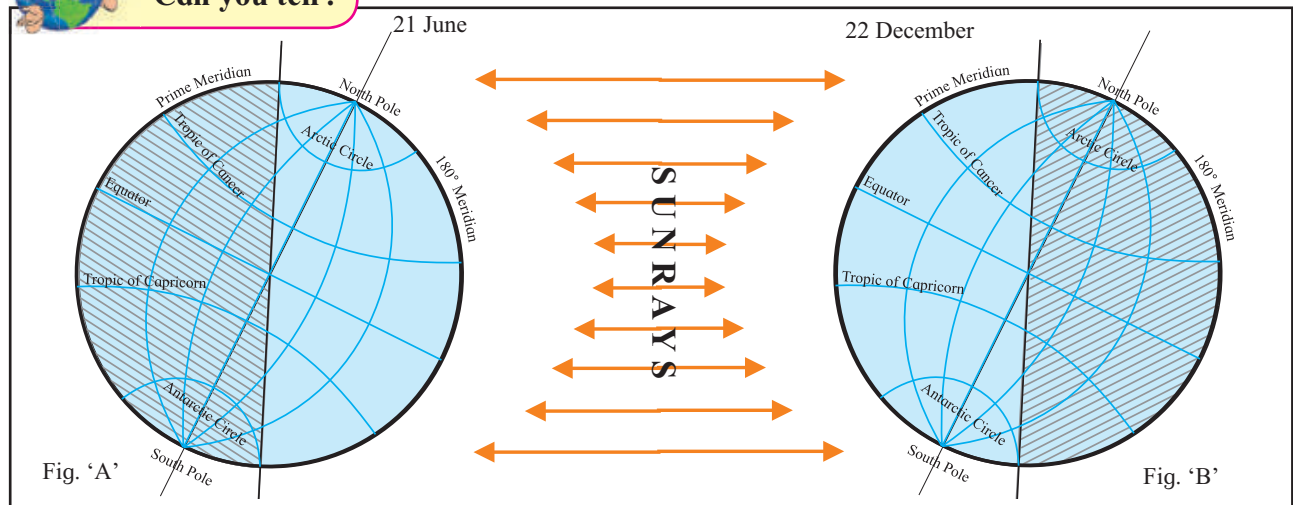 Can you tell?
21 June
22 December
Prime Meridian
North Pole
Tropic of Cancer
Arctic Circle
180° Meridian
Equator
Tropic of Capricorn
Antarctic Circle
South Pole
Fig. ‘A’
SUNRAYS
Prime Meridian
North Pole
Tropic of Cancer
Arctic Circle
180° Meridian
Equator
Tropic of Capricorn
Antarctic Circle
South Pole
Fig. ‘B’